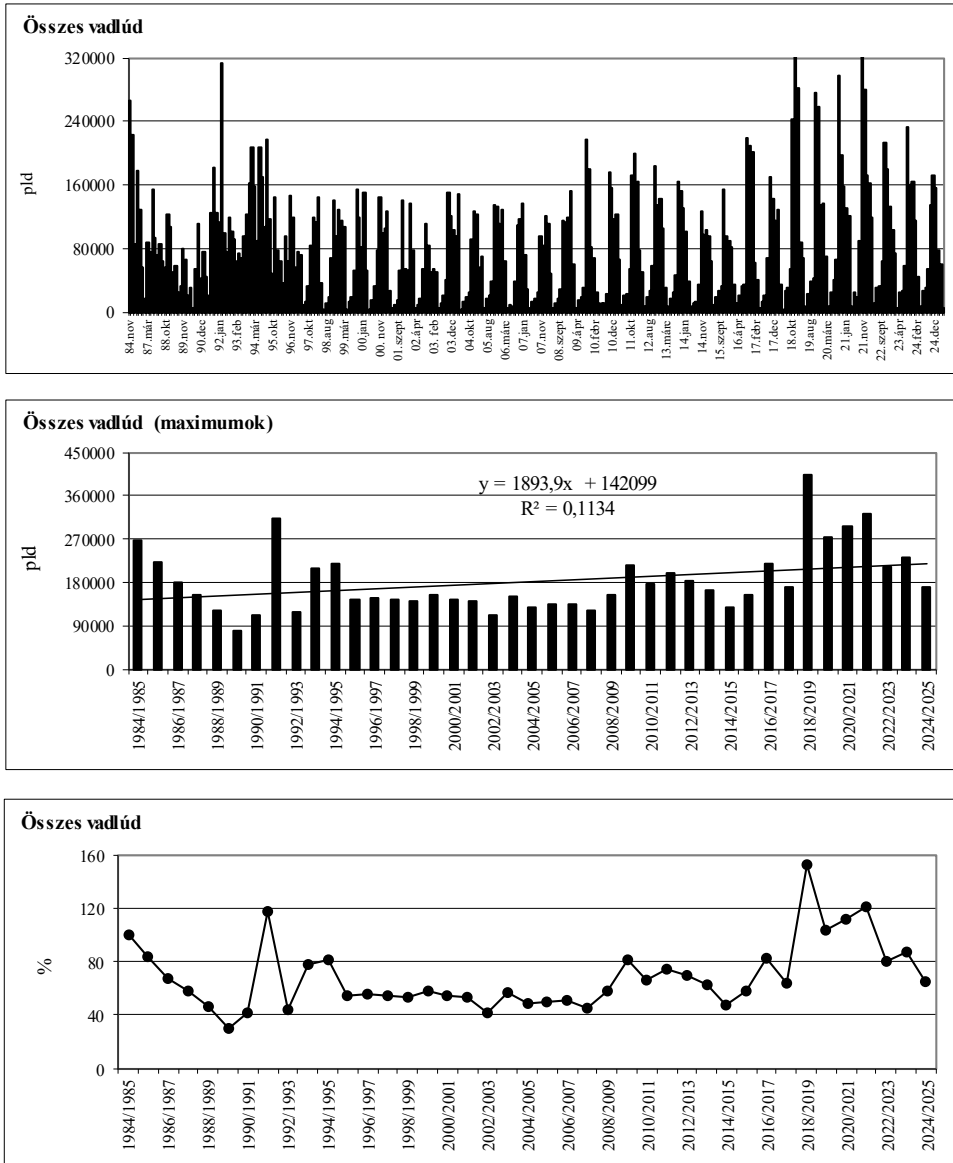 Összes vadlúd
320000
240000
160000
80000
0
pld
84.nov
87.már
88.okt
89.nov
90.dec
92.jan
93.feb
94.már
95.okt
96.nov
97.okt
98.aug
99.márc
00.jan
00. nov
01.szept
02.ápr
03. feb
03.dec
04.okt
05.aug
06.márc
07.jan
07.nov
08.szept
09.ápr
10.febr
10.dec
11.okt
12.aug
13.márc
14.jan
14.nov
15.szept
16.ápr
17.febr
17.dec
18.okt
19.aug
20.márc
21.jan
21.nov
22.szept
23.ápr
24.febr
24.dec
Összes vadlúd (maximumok)
450000
360000
270000
180000
90000
0
pld
y = 1893,9x + 142099
R² = 0,1134
1984/1985
1986/1987
1988/1989
1990/1991
1992/1993
1994/1995
1996/1997
1998/1999
2000/2001
2002/2003
2004/2005
2006/2007
2008/2009
2010/2011
2012/2013
2014/2015
2016/2017
2018/2019
2020/2021
2022/2023
2024/2025
Összes vadlúd
160
120
80
40
0
%
1984/1985
1986/1987
1988/1989
1990/1991
1992/1993
1994/1995
1996/1997
1998/1999
2000/2001
2002/2003
2004/2005
2006/2007
2008/2009
2010/2011
2012/2013
2014/2015
2016/2017
2018/2019
2020/2021
2022/2023
2024/2025